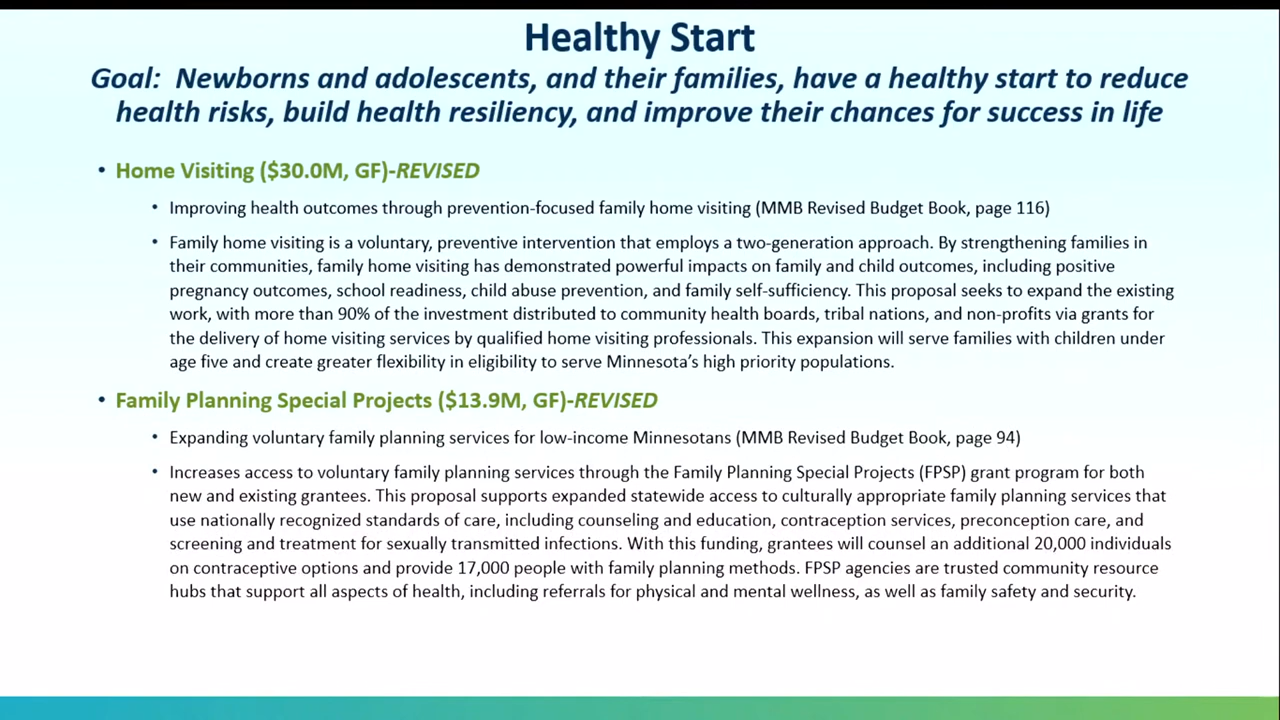 Healthy Start
Goal:  Newborns and adolescents, and their families, have a healthy start to reduce
health risks, build health resiliency, and improve their chances for success in life
• Home Visiting ($30.0M, GF)-REVISED
• Improving health outcomes through prevention-focused family home visiting (MMB Revised Budget Book, page 116)
• Family home visiting is a voluntary, preventive intervention that employs a two-generation approach. By strengthening families in
their communities, family home visiting has demonstrated powerful impacts on family and child outcomes, including positive
pregnancy outcomes, school readiness, child abuse prevention, and family self-sufficiency. This proposal seeks to expand the existing
work, with more than 90% of the investment distributed to community health boards, tribal nations, and non-profits via grants for
the delivery of home visiting services by qualified home visiting professionals. This expansion will serve families with children under
age five and create greater flexibility in eligibility to serve Minnesota’s high priority populations.
• Family Planning Special Projects ($13.9M, GF)-REVISED
• Expanding voluntary family planning services for low-income Minnesotans (MMB Revised Budget Book, page 94)
• Increases access to voluntary family planning services through the Family Planning Special Projects (FPSP) grant program for both
new and existing grantees. This proposal supports expanded statewide access to culturally appropriate family planning services that
use nationally recognized standards of care, including counseling and education, contraception services, preconception care, and
screening and treatment for sexually transmitted infections. With this funding, grantees will counsel an additional 20,000 individuals
on contraceptive options and provide 17,000 people with family planning methods. FPSP agencies are trusted community resource
hubs that support all aspects of health, including referrals for physical and mental wellness, as well as family safety and security.